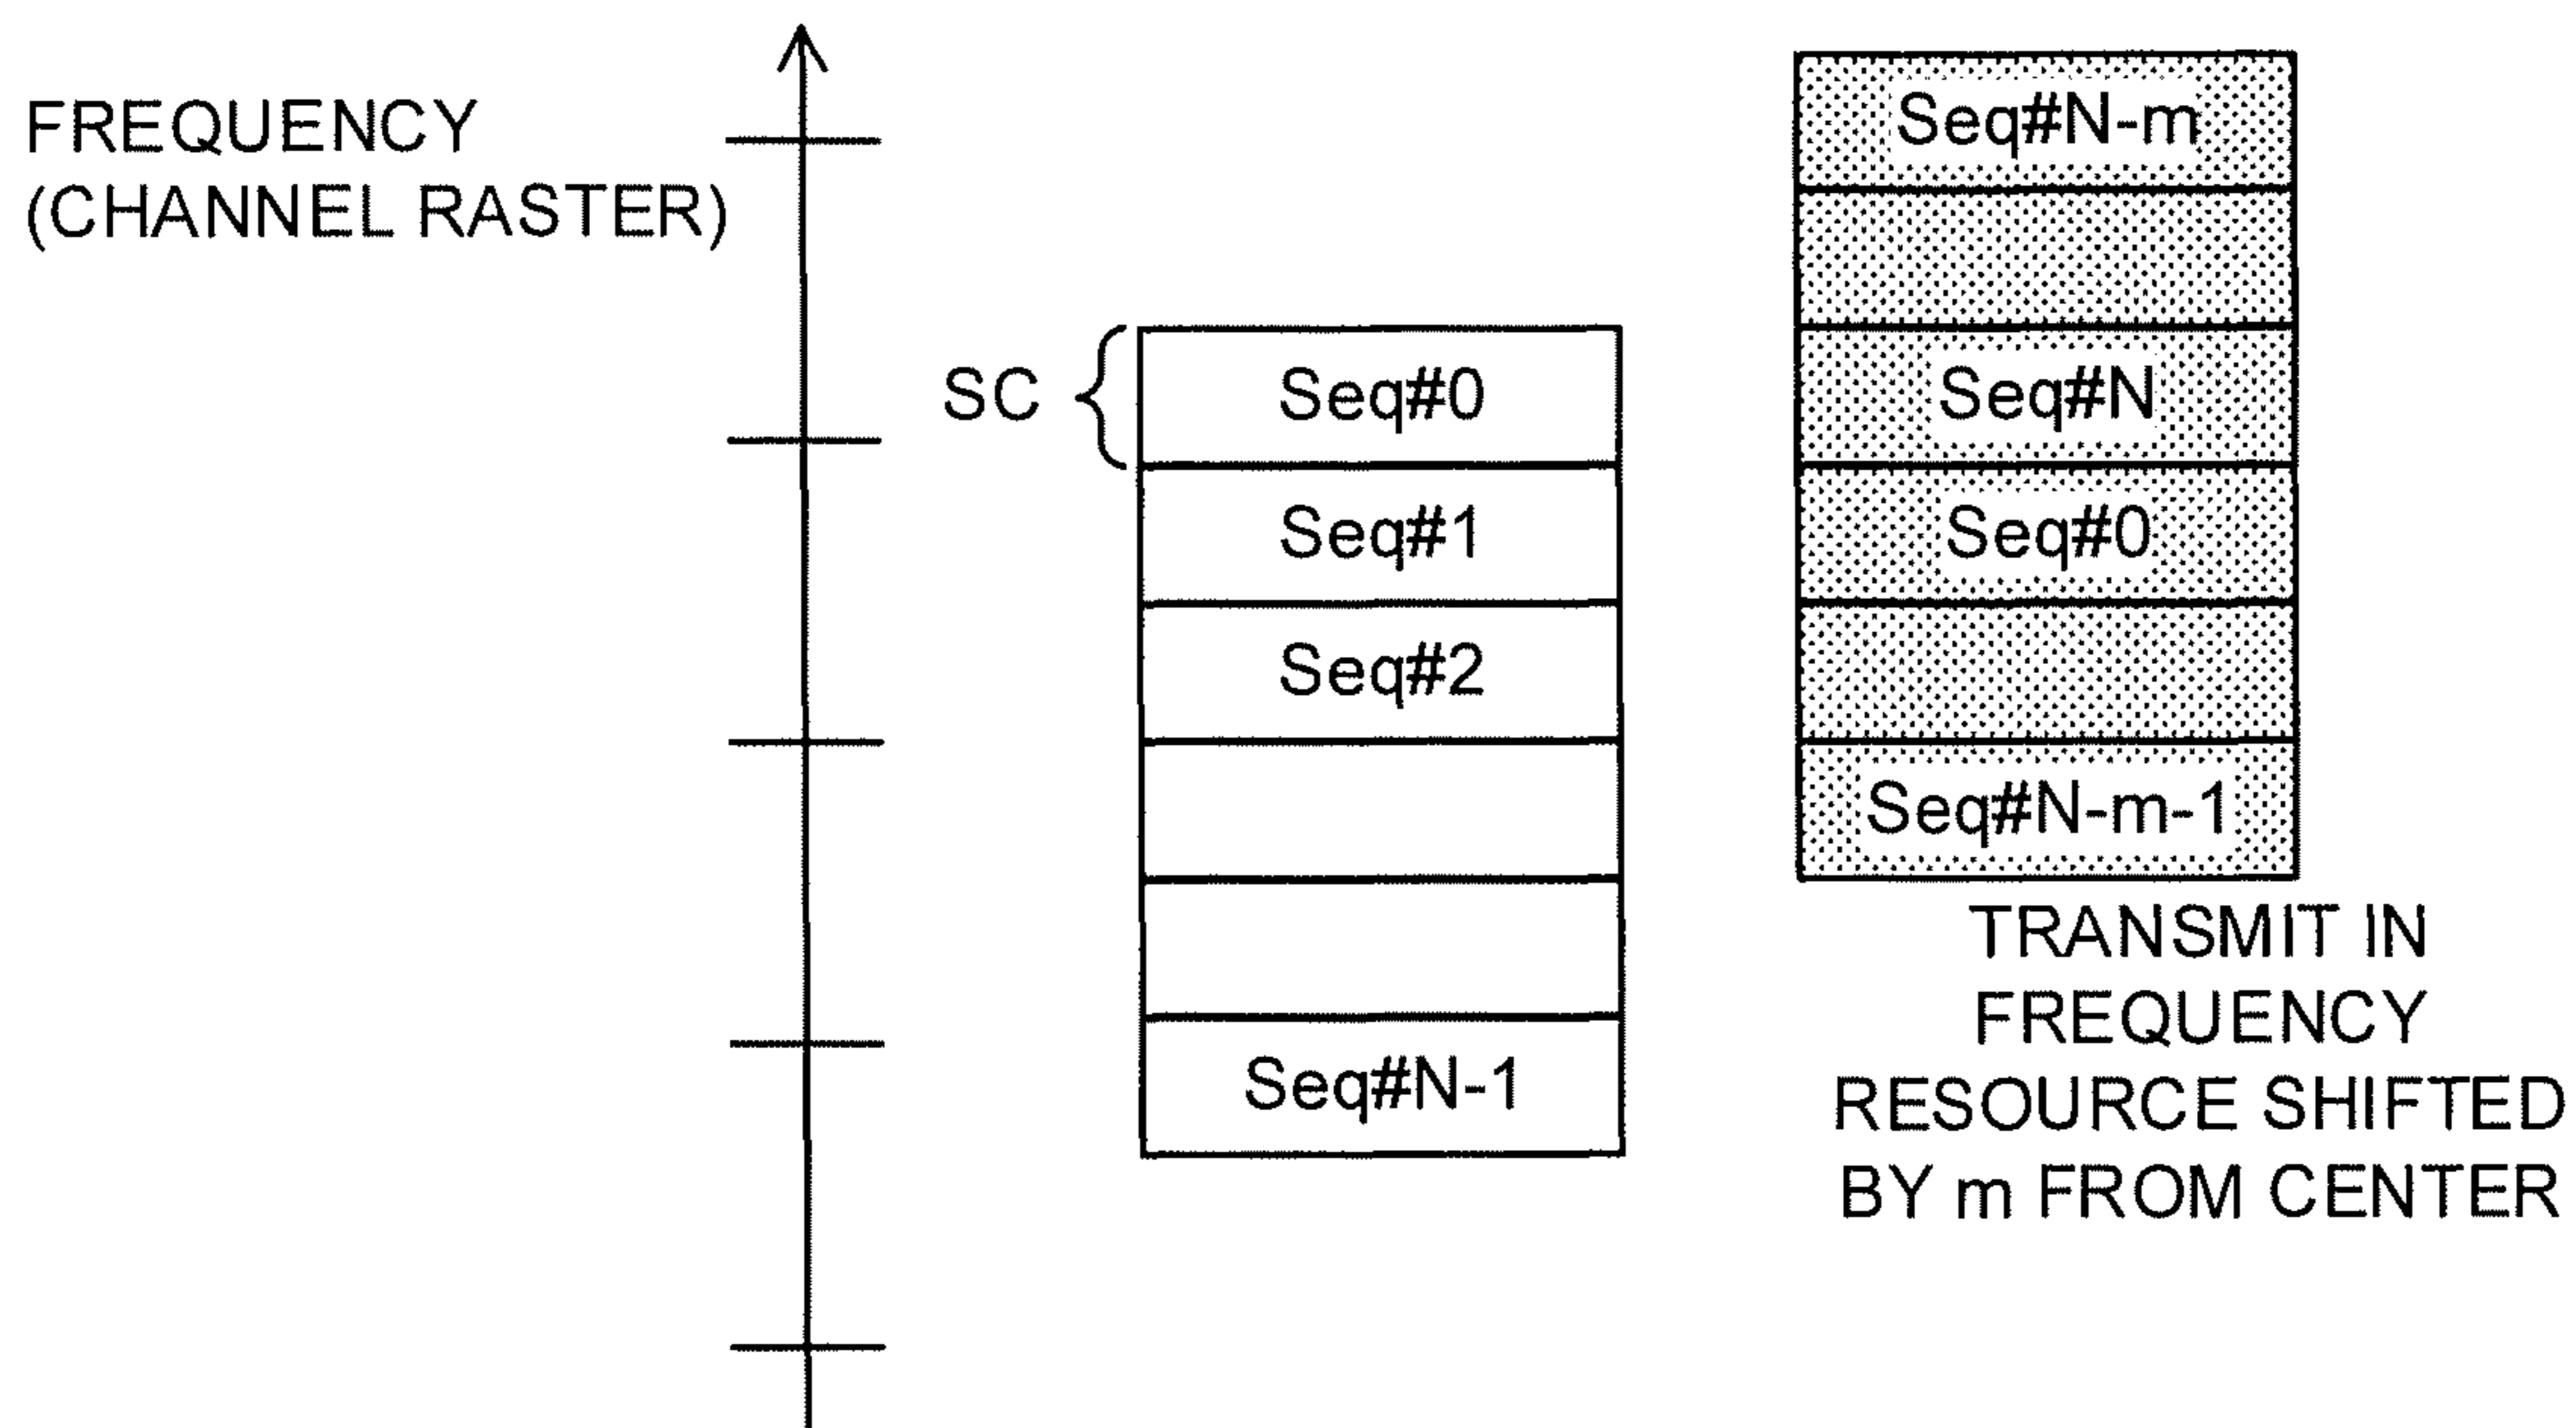 FREQUENCY
(CHANNEL RASTER)
SC
Seq#0
Seq#1
Seq#2
Seq#N-1
Seq#N-m
Seq#N
Seq#0
Seq#N-m-1
TRANSMIT IN
FREQUENCY
RESOURCE SHIFTED
BY m FROM CENTER